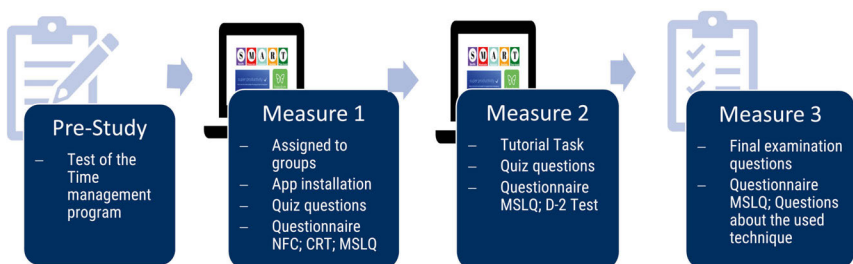 SMART
SMART
Pre-Study
– Test of the
Time
management
program
Measure 1
– Assigned to
groups
– App installation
– Quiz questions
– Questionnaire
NFC; CRT; MSLQ
Measure 2
– Tutorial Task
– Quiz questions
– Questionnaire
MSLQ; D-2 Test
Measure 3
– Final examination
questions
– Questionnaire
MSLQ; Questions
about the used
technique